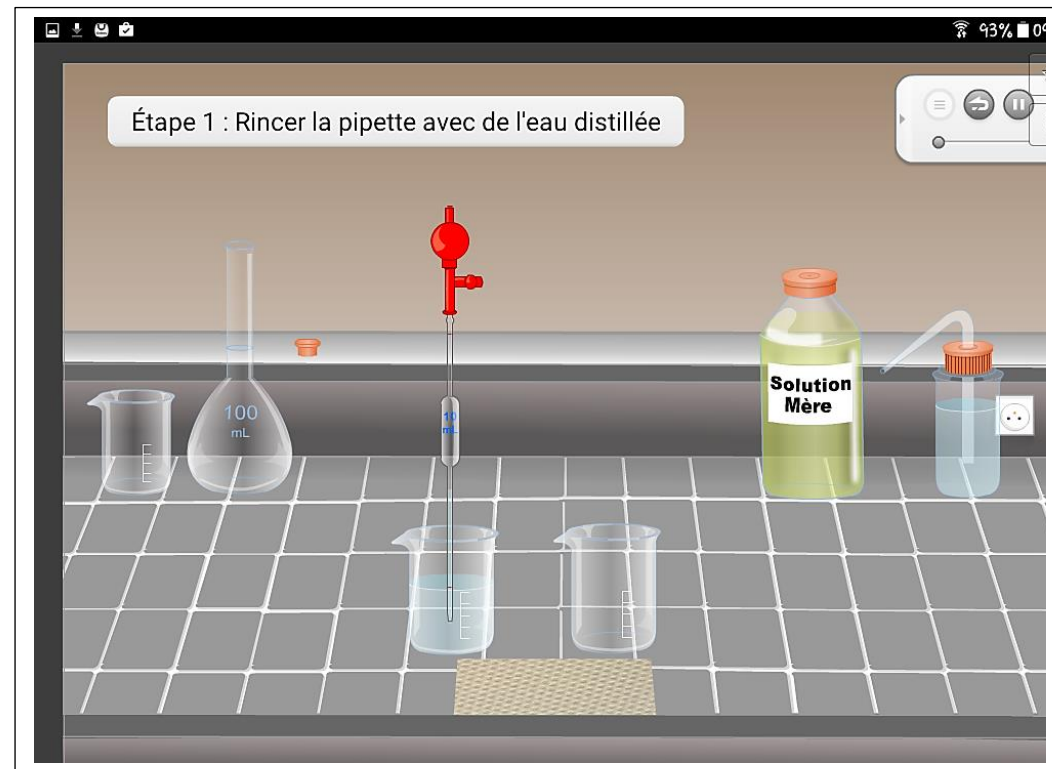 93%
Étape 1 : Rincer la pipette avec de l'eau distillée
100
mL
10
mL
Solution
Mère